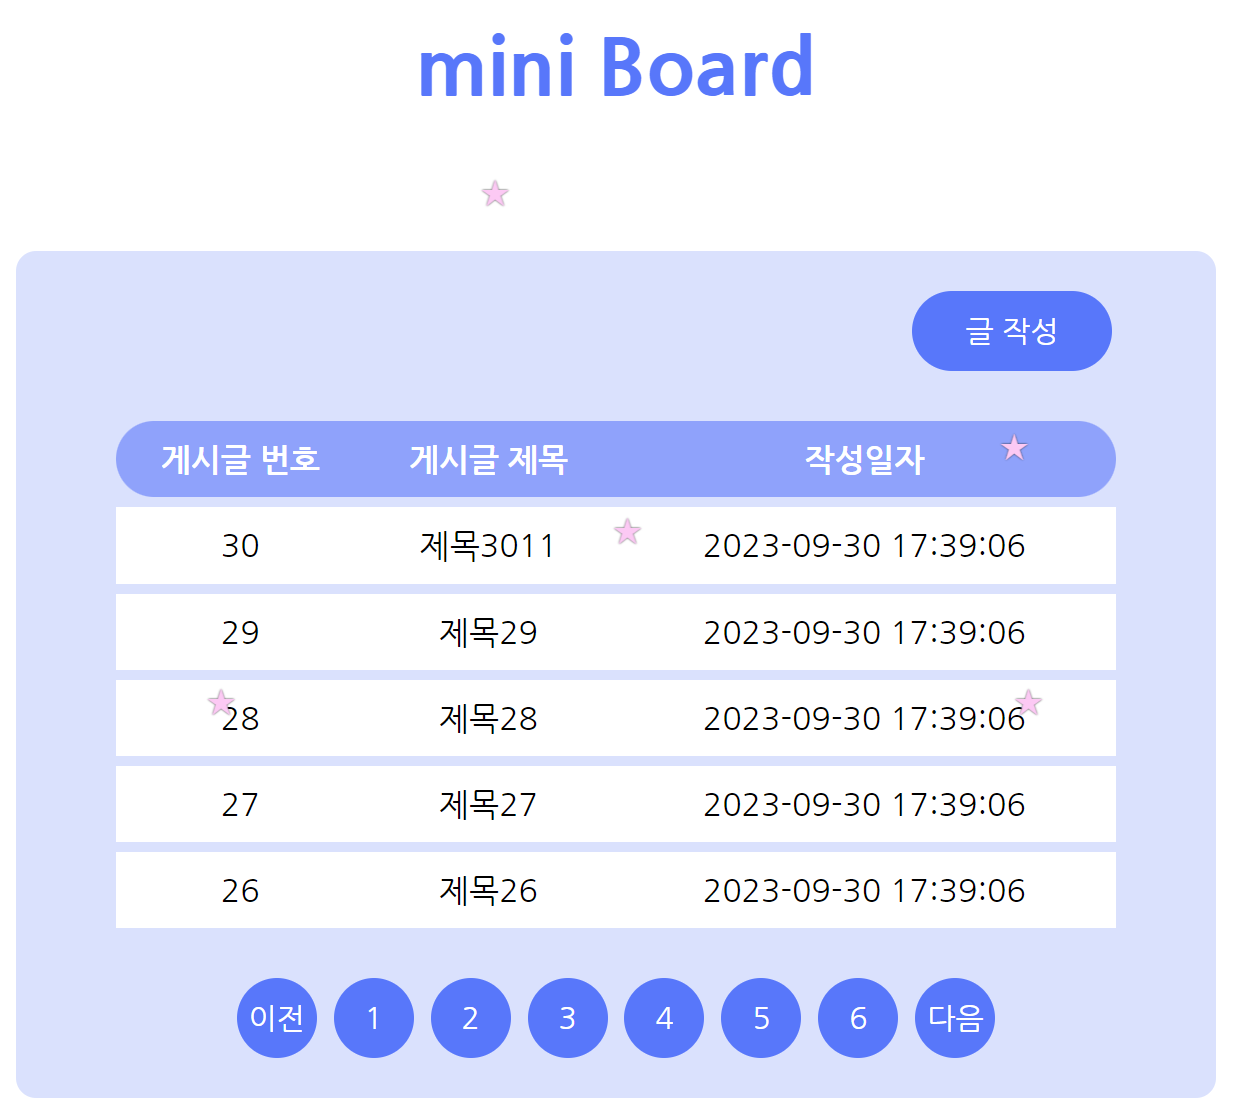 mini Board
글 작성
게시글 번호 게시글 제목 작성일자
30 제목3011 2023-09-30 17:39:06
29 제목29 2023-09-30 17:39:06
28 제목28 2023-09-30 17:39:06
27 제목27 2023-09-30 17:39:06
26 제목26 2023-09-30 17:39:06
이전 1 2 3 4 5 6 다음